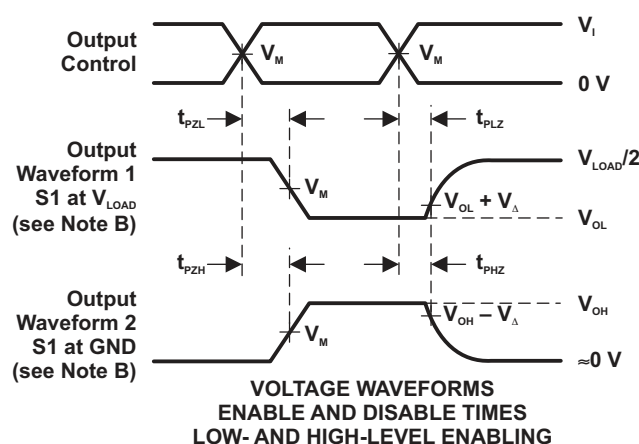 Output
Control
V_M
V_M
V_I
0 V
t_PZL
t_PLZ
Output
Waveform 1
S1 at V_LOAD
(see Note B)
V_M
V_OL + V_Δ
V_LOAD/2
V_OL
t_PZH
t_PHZ
Output
Waveform 2
S1 at GND
(see Note B)
V_M
V_OH – V_Δ
V_OH
≈0 V
VOLTAGE WAVEFORMS
ENABLE AND DISABLE TIMES
LOW- AND HIGH-LEVEL ENABLING